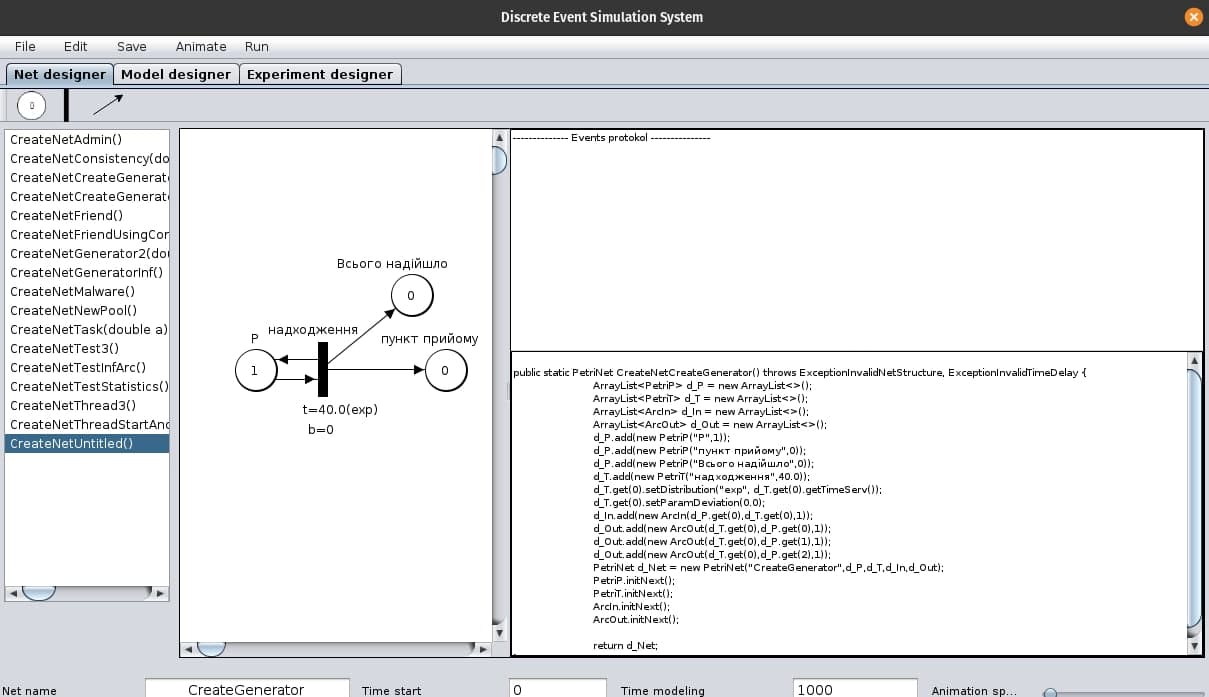 Discrete Event Simulation System
File Edit Save Animate Run
Net designer Model designer Experiment designer
0
CreateNetAdmin()
CreateNetConsistency(do
CreateNetCreateGenerat
CreateNetCreateGenerat
CreateNetFriend()
CreateNetFriendUsingCor
CreateNetGenerator2(dou
CreateNetGeneratorInf()
CreateNetMalware()
CreateNetNewPool()
CreateNetTask(double a)
CreateNetTest3()
CreateNetTestInfArc()
CreateNetTestStatistics()
CreateNetThread3()
CreateNetThreadStartAnd
CreateNetUntitled()
Всього надійшло
0
P
надходження
пункт прийому
1
0
t=40.0(exp)
b=0
-------------- Events protokol ---------------
public static PetriNet CreateNetCreateGenerator() throws ExceptionInvalidNetStructure, ExceptionInvalidTimeDelay {
ArrayList<PetriP> d_P = new ArrayList<>();
ArrayList<PetriT> d_T = new ArrayList<>();
ArrayList<ArcIn> d_In = new ArrayList<>();
ArrayList<ArcOut> d_Out = new ArrayList<>();
d_P.add(new PetriP("P",1));
d_P.add(new PetriP("пункт прийому",0));
d_P.add(new PetriP("Всього надійшло",0));
d_T.add(new PetriT("надходження",40.0));
d_T.get(0).setDistribution("exp", d_T.get(0).getTimeServ());
d_T.get(0).setParamDeviation(0.0);
d_In.add(new ArcIn(d_P.get(0),d_T.get(0),1));
d_Out.add(new ArcOut(d_T.get(0),d_P.get(0),1));
d_Out.add(new ArcOut(d_T.get(0),d_P.get(1),1));
d_Out.add(new ArcOut(d_T.get(0),d_P.get(2),1));
PetriNet d_Net = new PetriNet("CreateGenerator",d_P,d_T,d_In,d_Out);
PetriP.initNext();
PetriT.initNext();
ArcIn.initNext();
ArcOut.initNext();
return d_Net;
Net name CreateGenerator Time start 0 Time modeling 1000 Animation sp...